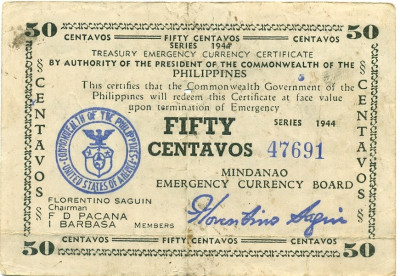 50 CENTAVOS FIFTY CENTAVOS CENTAVOS 50
SERIES 1944
TREASURY EMERGENCY CURRENCY CERTIFICATE
BY AUTHORITY OF THE PRESIDENT OF THE COMMONWEALTH OF THE
PHILIPPINES
This certifies that the Commonwealth Government of the
Philippines will redeem this Certificate at face value
upon termination of Emergency
CENTAVOS
CENTAVOS
FIFTY SERIES 1944
CENTAVOS 47691
COMMONWEALTH OF THE PHILIPPINES
UNITED STATES OF AMERICA
MINDANAO
EMERGENCY CURRENCY BOARD
FLORENTINO SAGUIN
Chairman
F D PACANA
I BARBASA Members
Florentino Saguin
50 CENTAVOS FIFTY CENTAVOS CENTAVOS 50